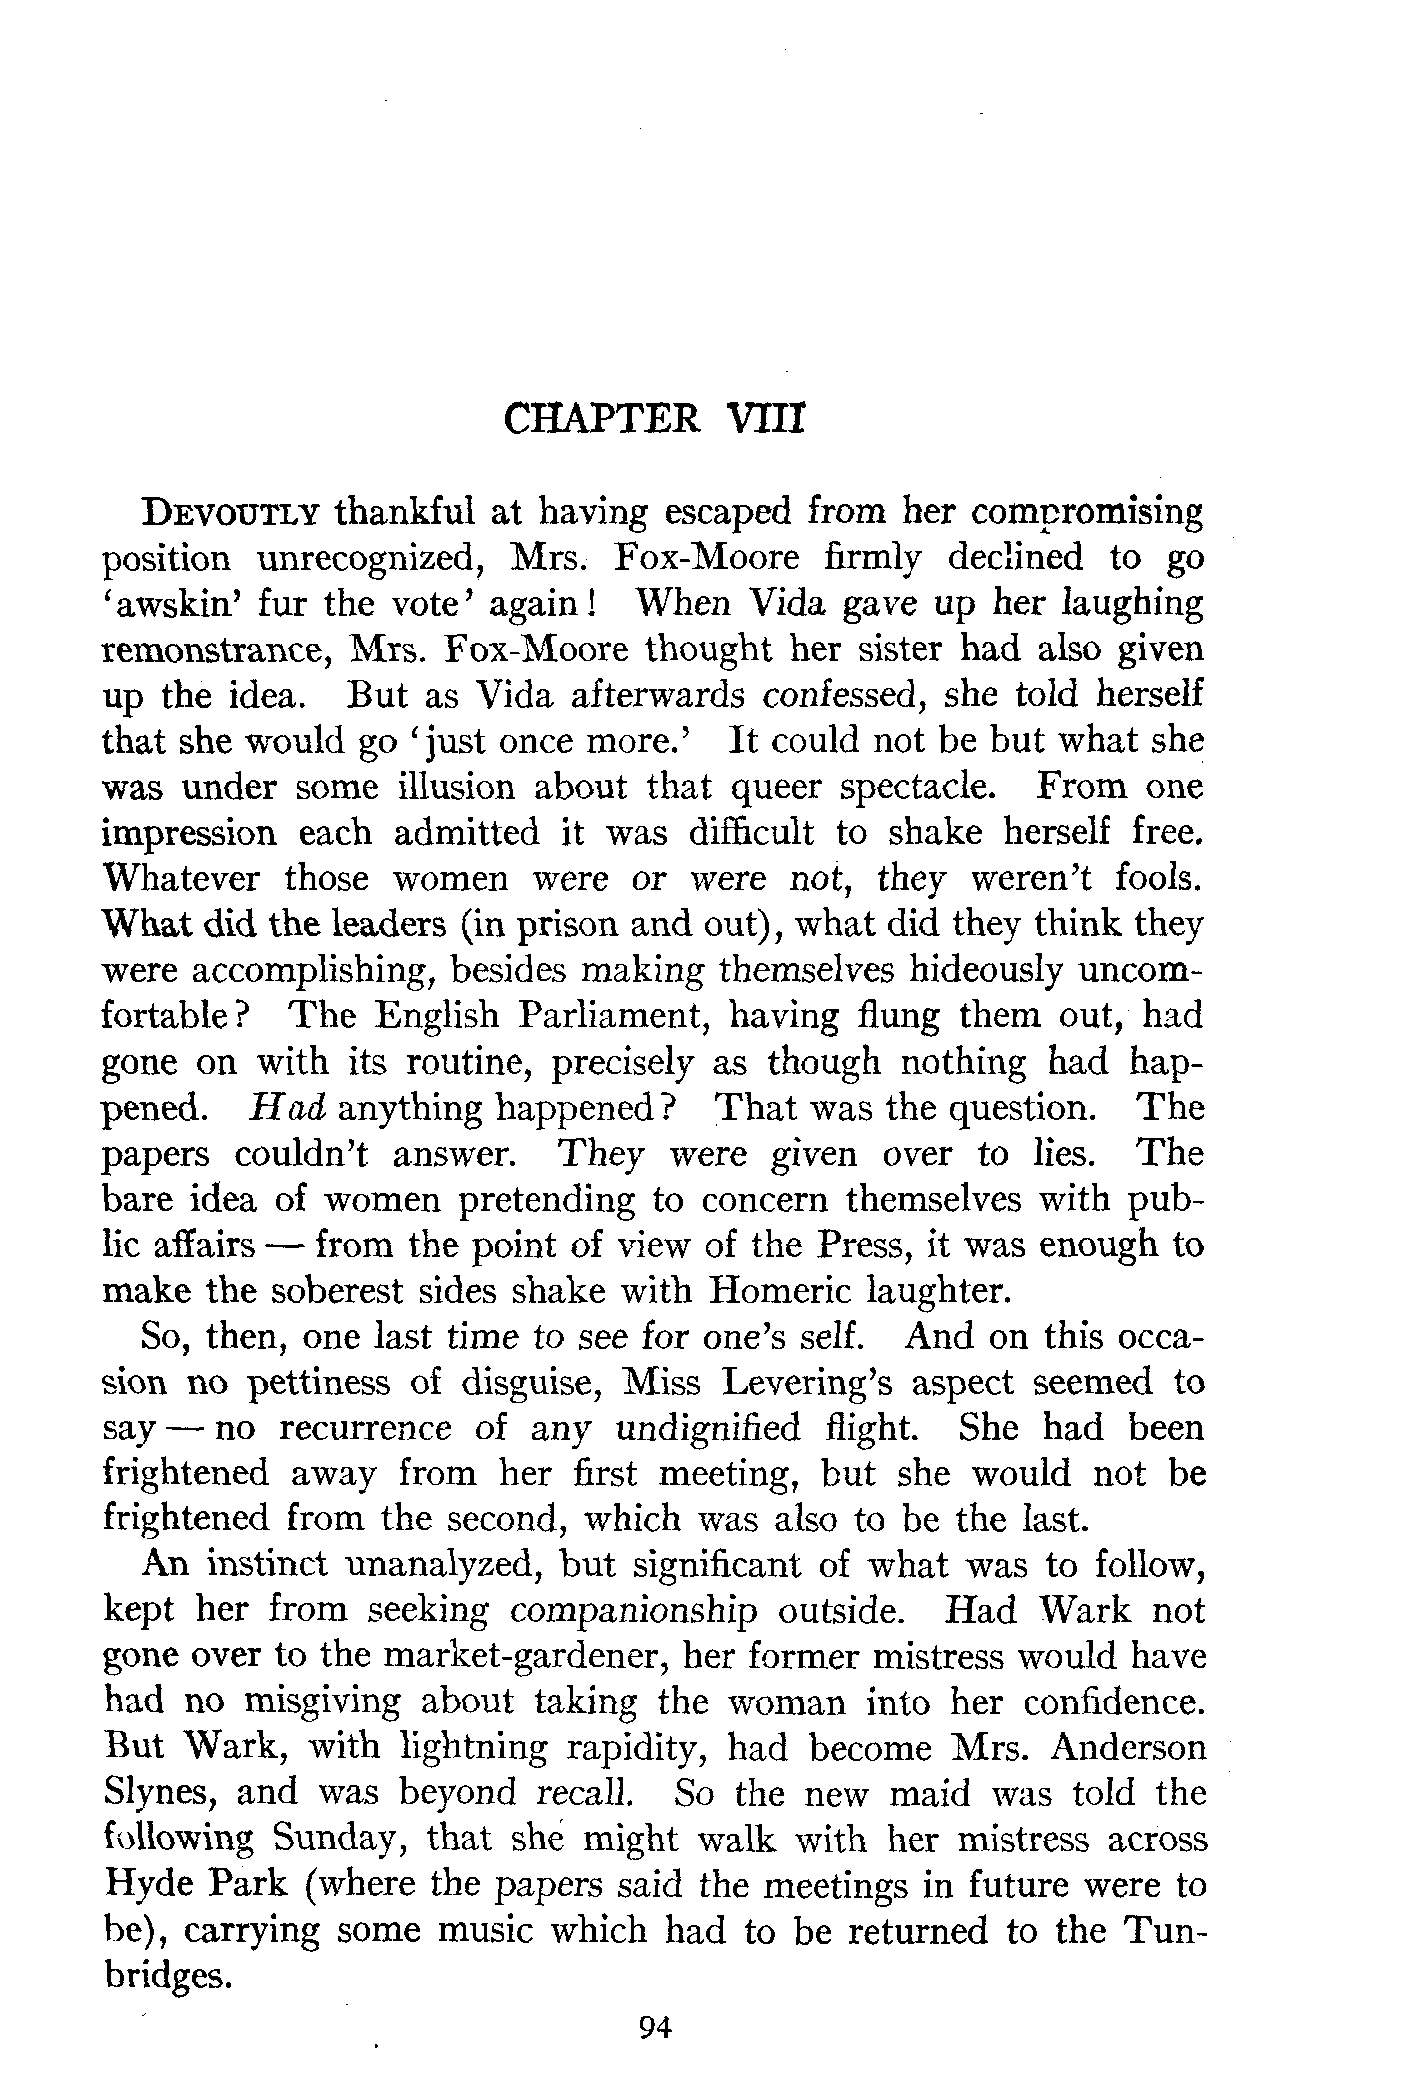 CHAPTER VIII
DEVOUTLY thankful at having escaped from her compromising
position unrecognized, Mrs. Fox-Moore firmly declined to go
‘awskin’ fur the vote’ again! When Vida gave up her laughing
remonstrance, Mrs. Fox-Moore thought her sister had also given
up the idea. But as Vida afterwards confessed, she told herself
that she would go ‘just once more.’ It could not be but what she
was under some illusion about that queer spectacle. From one
impression each admitted it was difficult to shake herself free.
Whatever those women were or were not, they weren’t fools.
What did the leaders (in prison and out), what did they think they
were accomplishing, besides making themselves hideously uncom-
fortable? The English Parliament, having flung them out, had
gone on with its routine, precisely as though nothing had hap-
pened. Had anything happened? That was the question. The
papers couldn’t answer. They were given over to lies. The
bare idea of women pretending to concern themselves with pub-
lic affairs — from the point of view of the Press, it was enough to
make the soberest sides shake with Homeric laughter.
So, then, one last time to see for one’s self. And on this occa-
sion no pettiness of disguise, Miss Levering’s aspect seemed to
say — no recurrence of any undignified flight. She had been
frightened away from her first meeting, but she would not be
frightened from the second, which was also to be the last.
An instinct unanalyzed, but significant of what was to follow,
kept her from seeking companionship outside. Had Wark not
gone over to the market-gardener, her former mistress would have
had no misgiving about taking the woman into her confidence.
But Wark, with lightning rapidity, had become Mrs. Anderson
Slynes, and was beyond recall. So the new maid was told the
following Sunday, that she might walk with her mistress across
Hyde Park (where the papers said the meetings in future were to
be), carrying some music which had to be returned to the Tun-
bridges.
94